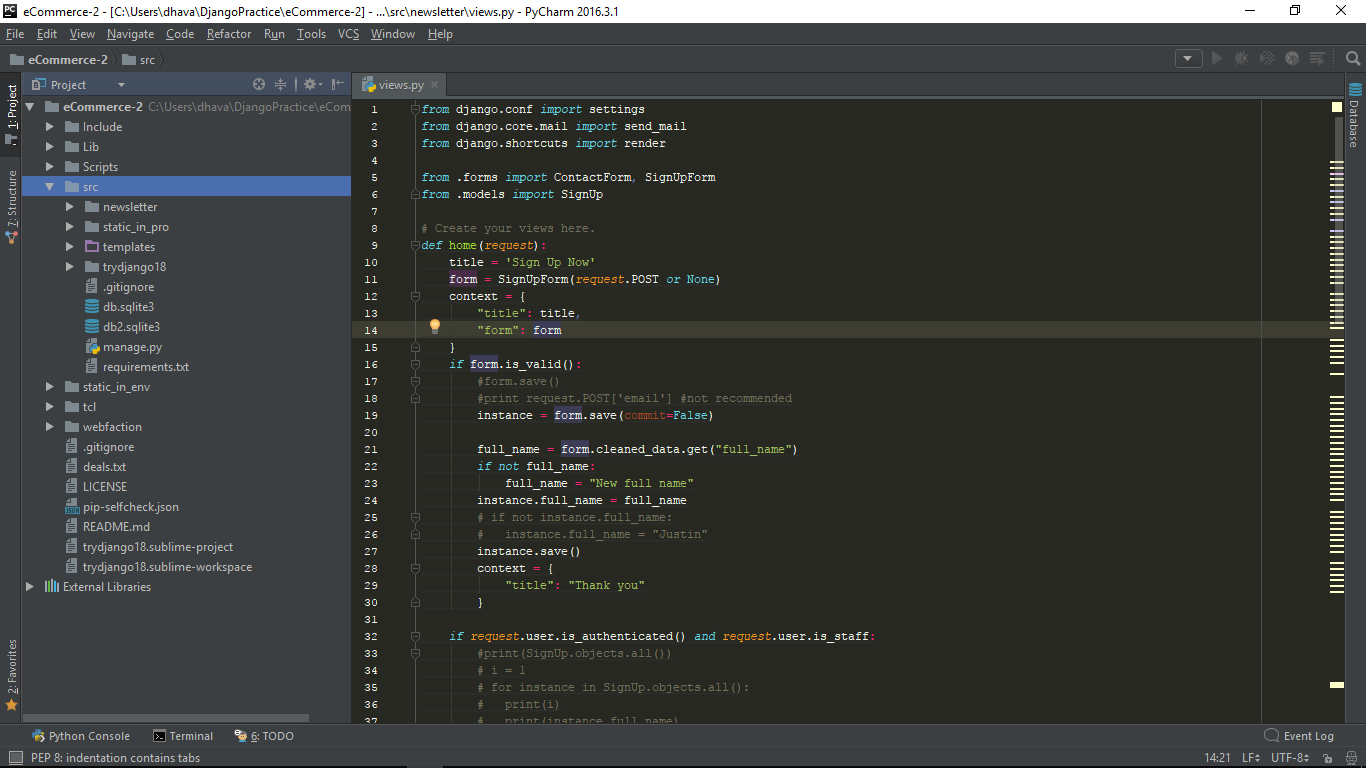 eCommerce-2 - [C:\Users\dhava\DjangoPractice\eCommerce-2] - ...\src\newsletter\views.py - PyCharm 2016.3.1
File Edit View Navigate Code Refactor Run Tools VCS Window Help
eCommerce-2 src
Project
views.py
1: Project
7: Structure
2: Favorites
Database
eCommerce-2 C:\Users\dhava\DjangoPractice\eCom
Include
Lib
Scripts
src
newsletter
static_in_pro
templates
trydjango18
.gitignore
db.sqlite3
db2.sqlite3
manage.py
requirements.txt
static_in_env
tcl
webfaction
.gitignore
deals.txt
LICENSE
pip-selfcheck.json
README.md
trydjango18.sublime-project
trydjango18.sublime-workspace
External Libraries
1 from django.conf import settings
2 from django.core.mail import send_mail
3 from django.shortcuts import render
4
5 from .forms import ContactForm, SignUpForm
6 from .models import SignUp
7
8 # Create your views here.
9 def home(request):
10 title = 'Sign Up Now'
11 form = SignUpForm(request.POST or None)
12 context = {
13 "title": title,
14 "form": form
15 }
16 if form.is_valid():
17 #form.save()
18 #print request.POST['email'] #not recommended
19 instance = form.save(commit=False)
20
21 full_name = form.cleaned_data.get("full_name")
22 if not full_name:
23 full_name = "New full name"
24 instance.full_name = full_name
25 # if not instance.full_name:
26 # instance.full_name = "Justin"
27 instance.save()
28 context = {
29 "title": "Thank you"
30 }
31
32 if request.user.is_authenticated() and request.user.is_staff:
33 #print(SignUp.objects.all())
34 # i = 1
35 # for instance in SignUp.objects.all():
36 # print(i)
37 # print(instance.full_name)
Python Console Terminal 6: TODO Event Log
PEP 8: indentation contains tabs 14:21 LF UTF-8